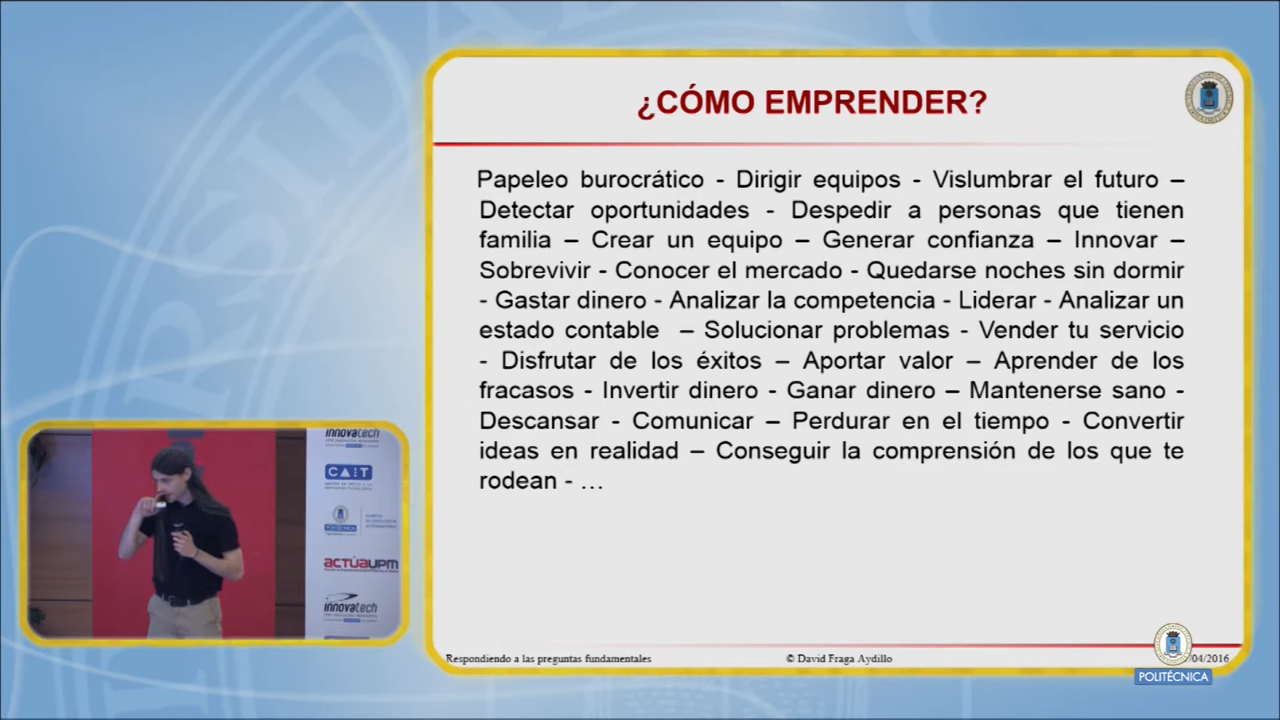 ¿CÓMO EMPRENDER?
Papeleo burocrático - Dirigir equipos - Vislumbrar el futuro –
Detectar oportunidades - Despedir a personas que tienen
familia – Crear un equipo – Generar confianza – Innovar –
Sobrevivir - Conocer el mercado - Quedarse noches sin dormir
- Gastar dinero - Analizar la competencia - Liderar - Analizar un
estado contable – Solucionar problemas - Vender tu servicio
- Disfrutar de los éxitos – Aportar valor – Aprender de los
fracasos - Invertir dinero - Ganar dinero – Mantenerse sano -
Descansar - Comunicar – Perdurar en el tiempo - Convertir
ideas en realidad – Conseguir la comprensión de los que te
rodean - …
innovatech
CAIT
POLITÉCNICA
ACTÚAUPM
innovatech
Respondiendo a las preguntas fundamentales
© David Fraga Aydillo
/04/2016
POLITÉCNICA